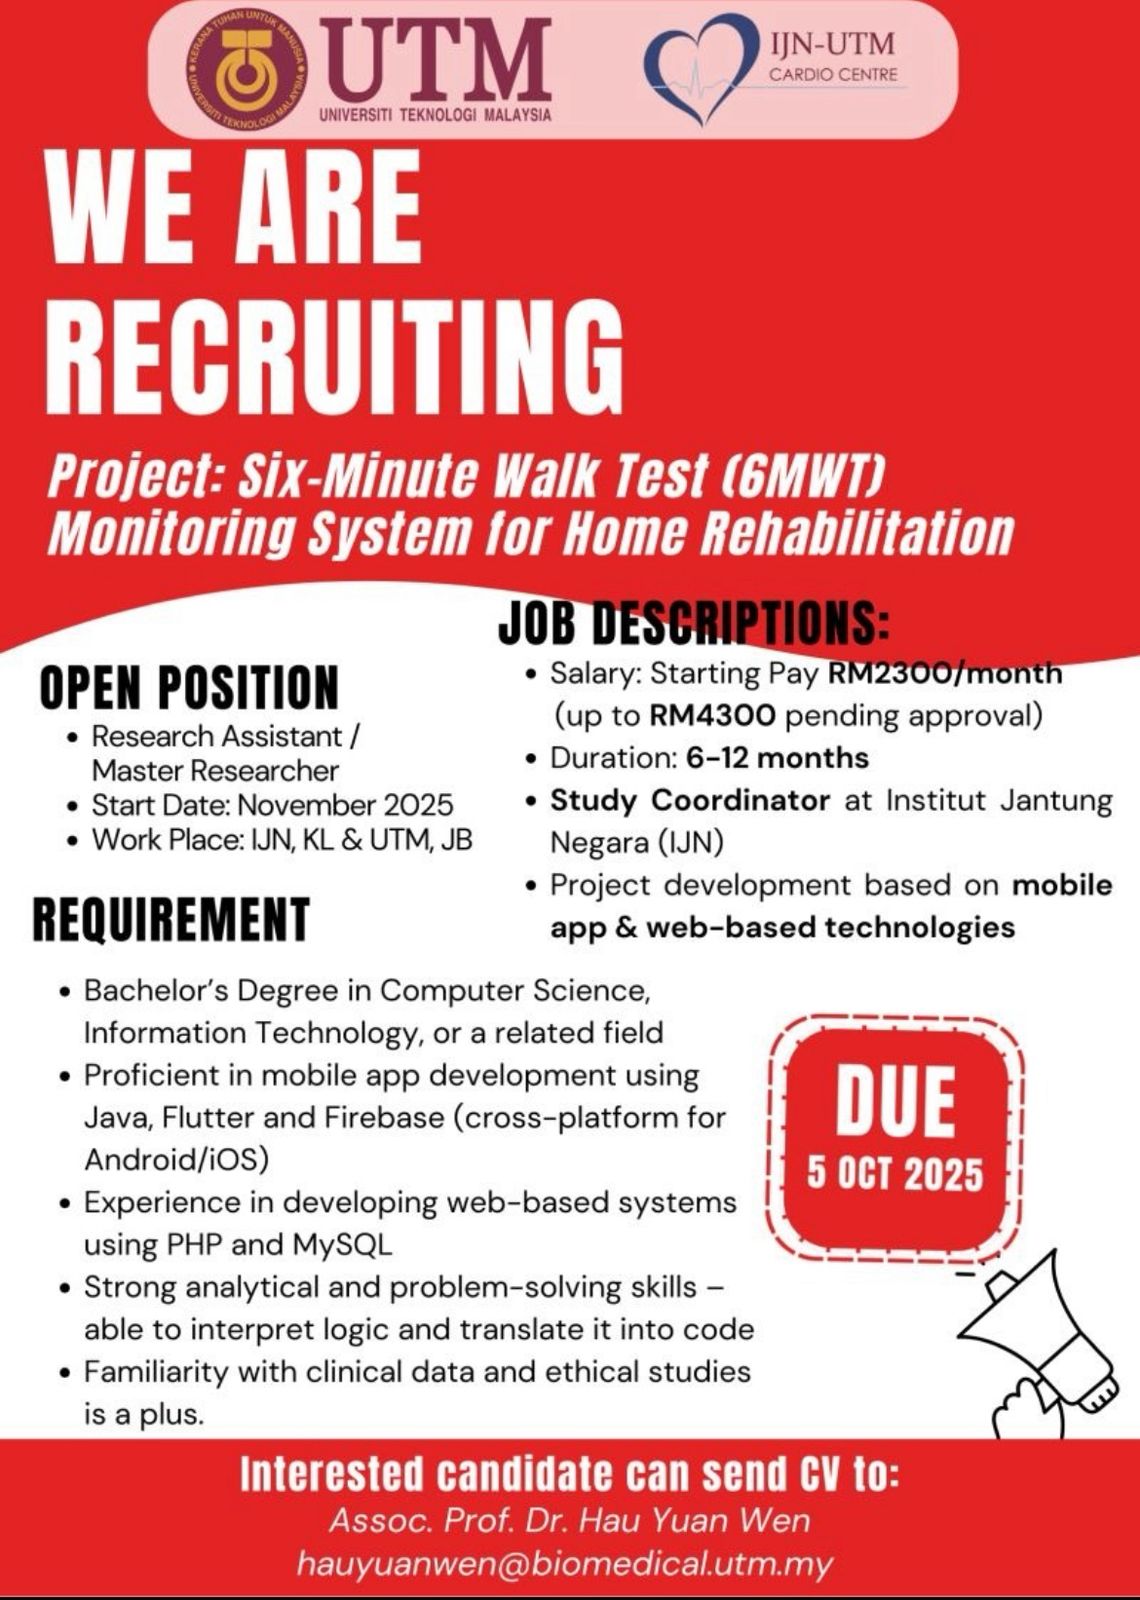 KERANA TUHAN UNTUK MANUSIA
UNIVERSITI TEKNOLOGI MALAYSIA
UTM
UNIVERSITI TEKNOLOGI MALAYSIA
IJN-UTM
CARDIO CENTRE
WE ARE
RECRUITING
Project: Six-Minute Walk Test (6MWT)
Monitoring System for Home Rehabilitation
OPEN POSITION
• Research Assistant /
Master Researcher
• Start Date: November 2025
• Work Place: IJN, KL & UTM, JB
JOB DESCRIPTIONS:
• Salary: Starting Pay RM2300/month
(up to RM4300 pending approval)
• Duration: 6-12 months
• Study Coordinator at Institut Jantung
Negara (IJN)
• Project development based on mobile
app & web-based technologies
REQUIREMENT
• Bachelor’s Degree in Computer Science,
Information Technology, or a related field
• Proficient in mobile app development using
Java, Flutter and Firebase (cross-platform for
Android/iOS)
• Experience in developing web-based systems
using PHP and MySQL
• Strong analytical and problem-solving skills –
able to interpret logic and translate it into code
• Familiarity with clinical data and ethical studies
is a plus.
DUE
5 OCT 2025
Interested candidate can send CV to:
Assoc. Prof. Dr. Hau Yuan Wen
hauyuanwen@biomedical.utm.my